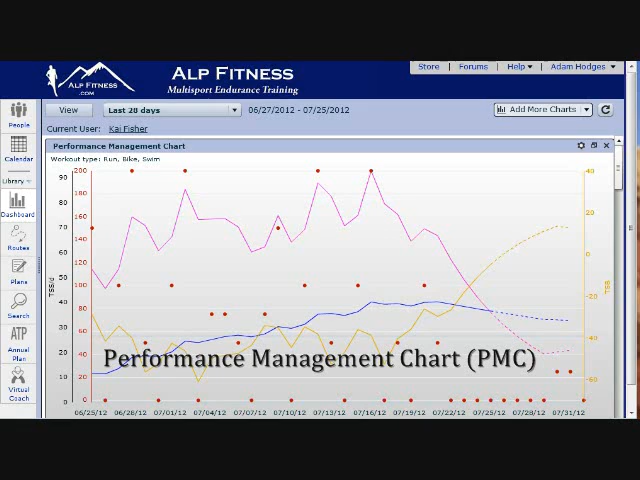 ALP FITNESS
.COM
ALP FITNESS
Multisport Endurance Training
Store | Forums | Help | Adam Hodges
View
Last 28 days
06/27/2012 - 07/25/2012
Add More Charts
Current User: Kai Fisher
People
Calendar
Library
Dashboard
Routes
Plans
Search
ATP
Annual
Plan
Virtual
Coach
Performance Management Chart
Workout type: Run, Bike, Swim
90
80
70
60
50
40
30
20
10
0
TSS/d
200
180
160
140
120
100
80
60
40
20
0
40
20
0
-20
-40
-60
TSB
Performance Management Chart (PMC)
06/25/12 06/28/12 07/01/12 07/04/12 07/07/12 07/10/12 07/13/12 07/16/12 07/19/12 07/22/12 07/25/12 07/28/12 07/31/12